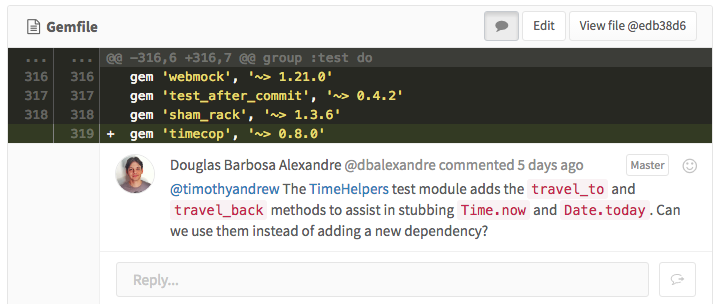 Gemfile Edit View file @edb38d6
... ... @@ -316,6 +316,7 @@ group :test do
316 316 gem 'webmock', '~> 1.21.0'
317 317 gem 'test_after_commit', '~> 0.4.2'
318 318 gem 'sham_rack', '~> 1.3.6'
319 + gem 'timecop', '~> 0.8.0'
Douglas Barbosa Alexandre @dbalexandre commented 5 days ago Master
@timothyandrew The TimeHelpers test module adds the travel_to and
travel_back methods to assist in stubbing Time.now and Date.today. Can
we use them instead of adding a new dependency?
Reply...